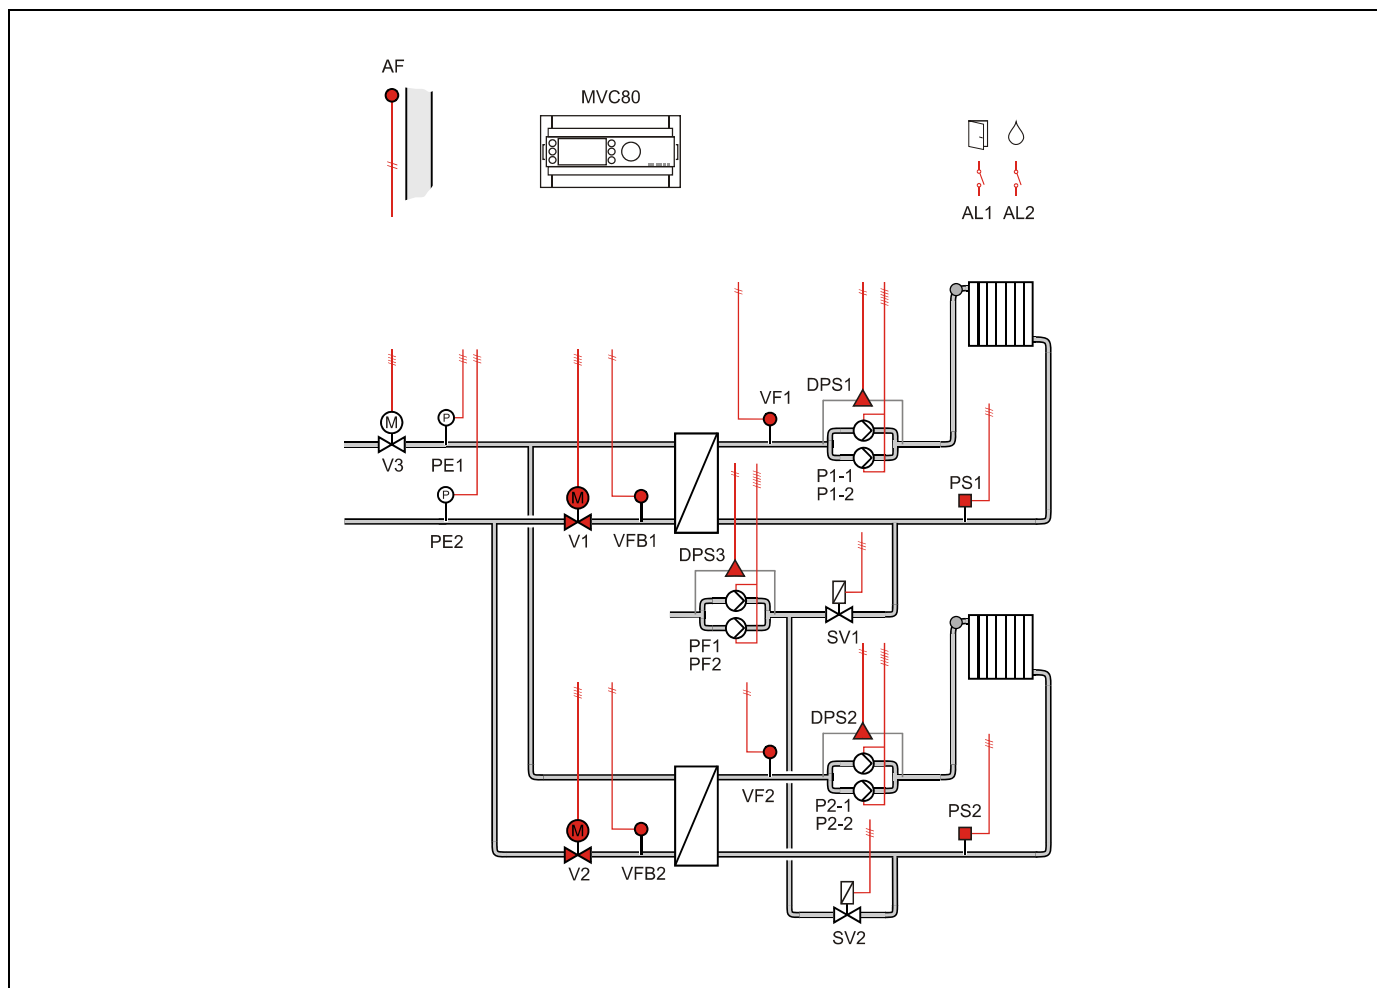 AF
MVC80
AL1 AL2
DPS1
VF1
M
P
V3
PE1
P1-1
P1-2
PS1
P
M
PE2
V1
VFB1
DPS3
SV1
PF1
PF2
DPS2
VF2
P2-1
P2-2
PS2
M
V2
VFB2
SV2